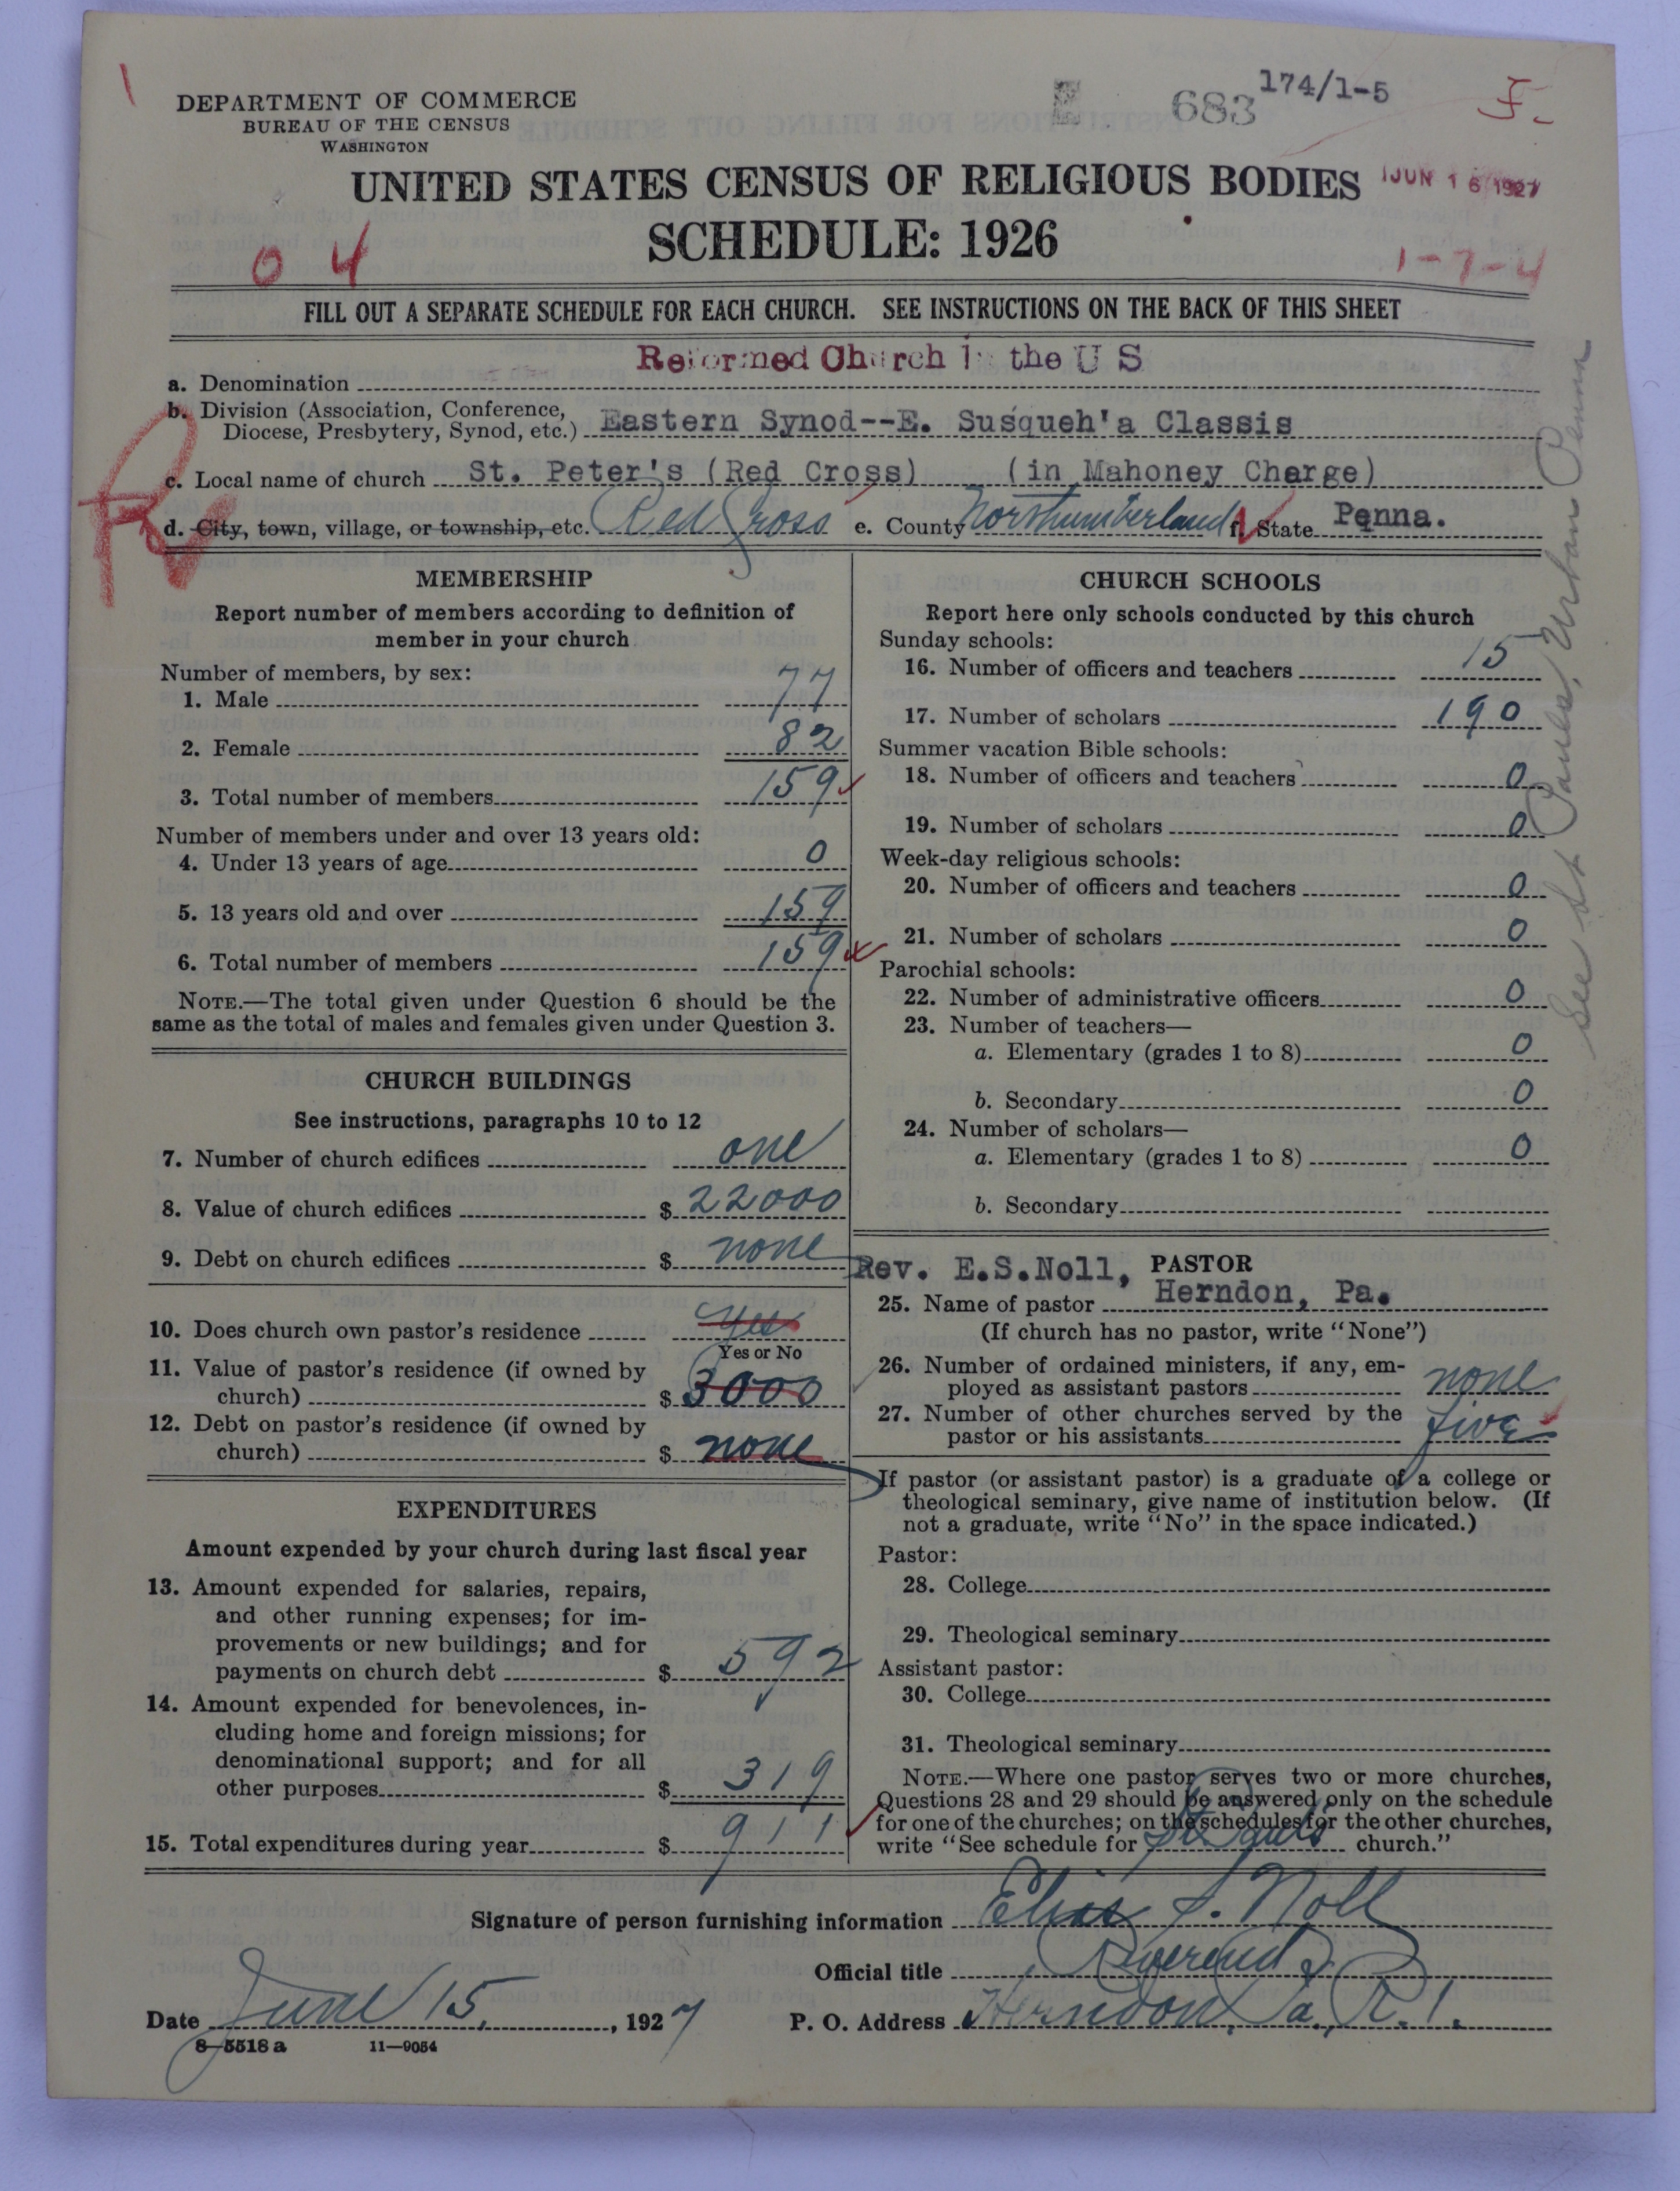 DEPARTMENT OF COMMERCE
BUREAU OF THE CENSUS
WASHINGTON
E 683 174/1-5
UNITED STATES CENSUS OF RELIGIOUS BODIES
JUN 16 1927
SCHEDULE: 1926
0 4
1-7-4
FILL OUT A SEPARATE SCHEDULE FOR EACH CHURCH. SEE INSTRUCTIONS ON THE BACK OF THIS SHEET
a. Denomination Reformed Church in the U S
b. Division (Association, Conference, Diocese, Presbytery, Synod, etc.) Eastern Synod--E. Susqueh'a Classis
c. Local name of church St. Peter's (Red Cross) (in Mahoney Charge)
d. City, town, village, or township, etc. Red Cross e. County Northumberland f. State Penna.
MEMBERSHIP
Report number of members according to definition of
member in your church
Number of members, by sex:
1. Male 77
2. Female 82
3. Total number of members 159
Number of members under and over 13 years old:
4. Under 13 years of age 0
5. 13 years old and over 159
6. Total number of members 159
NOTE.—The total given under Question 6 should be the
same as the total of males and females given under Question 3.
CHURCH BUILDINGS
See instructions, paragraphs 10 to 12
7. Number of church edifices one
8. Value of church edifices $ 22000
9. Debt on church edifices $ none
10. Does church own pastor's residence yes
Yes or No
11. Value of pastor's residence (if owned by
church) $ 3000
12. Debt on pastor's residence (if owned by
church) $ none
EXPENDITURES
Amount expended by your church during last fiscal year
13. Amount expended for salaries, repairs,
and other running expenses; for im-
provements or new buildings; and for
payments on church debt $ 592
14. Amount expended for benevolences, in-
cluding home and foreign missions; for
denominational support; and for all
other purposes $ 319
15. Total expenditures during year $ 911
CHURCH SCHOOLS
Report here only schools conducted by this church
Sunday schools:
16. Number of officers and teachers 15
17. Number of scholars 190
Summer vacation Bible schools:
18. Number of officers and teachers 0
19. Number of scholars 0
Week-day religious schools:
20. Number of officers and teachers 0
21. Number of scholars 0
Parochial schools:
22. Number of administrative officers 0
23. Number of teachers—
a. Elementary (grades 1 to 8) 0
b. Secondary 0
24. Number of scholars—
a. Elementary (grades 1 to 8) 0
b. Secondary
PASTOR
Rev. E.S.Noll,
25. Name of pastor Herndon, Pa.
(If church has no pastor, write "None")
26. Number of ordained ministers, if any, em-
ployed as assistant pastors none
27. Number of other churches served by the
pastor or his assistants five
If pastor (or assistant pastor) is a graduate of a college or
theological seminary, give name of institution below. (If
not a graduate, write "No" in the space indicated.)
Pastor:
28. College
29. Theological seminary
Assistant pastor:
30. College
31. Theological seminary
NOTE.—Where one pastor serves two or more churches,
Questions 28 and 29 should be answered only on the schedule
for one of the churches; on the schedules for the other churches,
write "See schedule for St Paul's church."
See St Paul's, Urban Penna
Signature of person furnishing information Elias S. Noll
Official title Reverend
Date June 15, 1927 P. O. Address Herndon, Pa., R. 1.
8—5518 a 11—9054